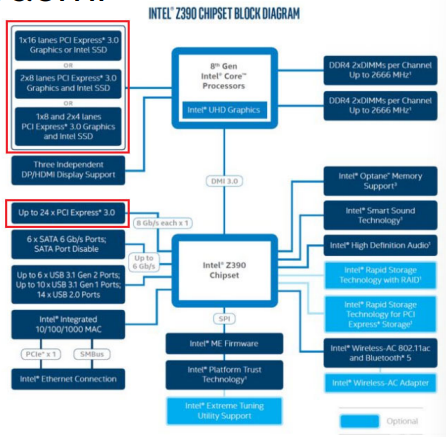 INTEL® Z390 CHIPSET BLOCK DIAGRAM
1x16 lanes PCI Express* 3.0
Graphics or Intel SSD
OR
2x8 lanes PCI Express* 3.0
Graphics and Intel SSD
OR
1x8 and 2x4 lanes
PCI Express* 3.0 Graphics
and Intel SSD
Three Independent
DP/HDMI Display Support
8th Gen
Intel® Core™
Processors
Intel® UHD Graphics
DDR4 2xDIMMs per Channel
Up to 2666 MHz¹
DDR4 2xDIMMs per Channel
Up to 2666 MHz¹
DMI 3.0
Up to 24 x PCI Express* 3.0
8 Gb/s each x 1
6 x SATA 6 Gb/s Ports;
SATA Port Disable
Up to
6 Gb/s
Up to 6 x USB 3.1 Gen 2 Ports;
Up to 10 x USB 3.1 Gen 1 Ports;
14 x USB 2.0 Ports
Intel® Integrated
10/100/1000 MAC
PCIe* x 1
SMBus
Intel® Ethernet Connection
Intel® Z390
Chipset
SPI
Intel® ME Firmware
Intel® Platform Trust
Technology¹
Intel® Extreme Tuning
Utility Support
Intel® Optane™ Memory
Support²
Intel® Smart Sound
Technology¹
Intel® High Definition Audio¹
Intel® Rapid Storage
Technology with RAID¹
Intel® Rapid Storage
Technology for PCI
Express* Storage¹
Intel® Wireless-AC 802.11ac
and Bluetooth* 5
Intel® Wireless-AC Adapter
Optional